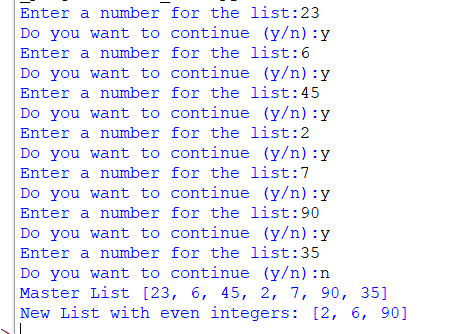 Enter a number for the list:23
Do you want to continue (y/n):y
Enter a number for the list:6
Do you want to continue (y/n):y
Enter a number for the list:45
Do you want to continue (y/n):y
Enter a number for the list:2
Do you want to continue (y/n):y
Enter a number for the list:7
Do you want to continue (y/n):y
Enter a number for the list:90
Do you want to continue (y/n):y
Enter a number for the list:35
Do you want to continue (y/n):n
Master List [23, 6, 45, 2, 7, 90, 35]
New List with even integers: [2, 6, 90]